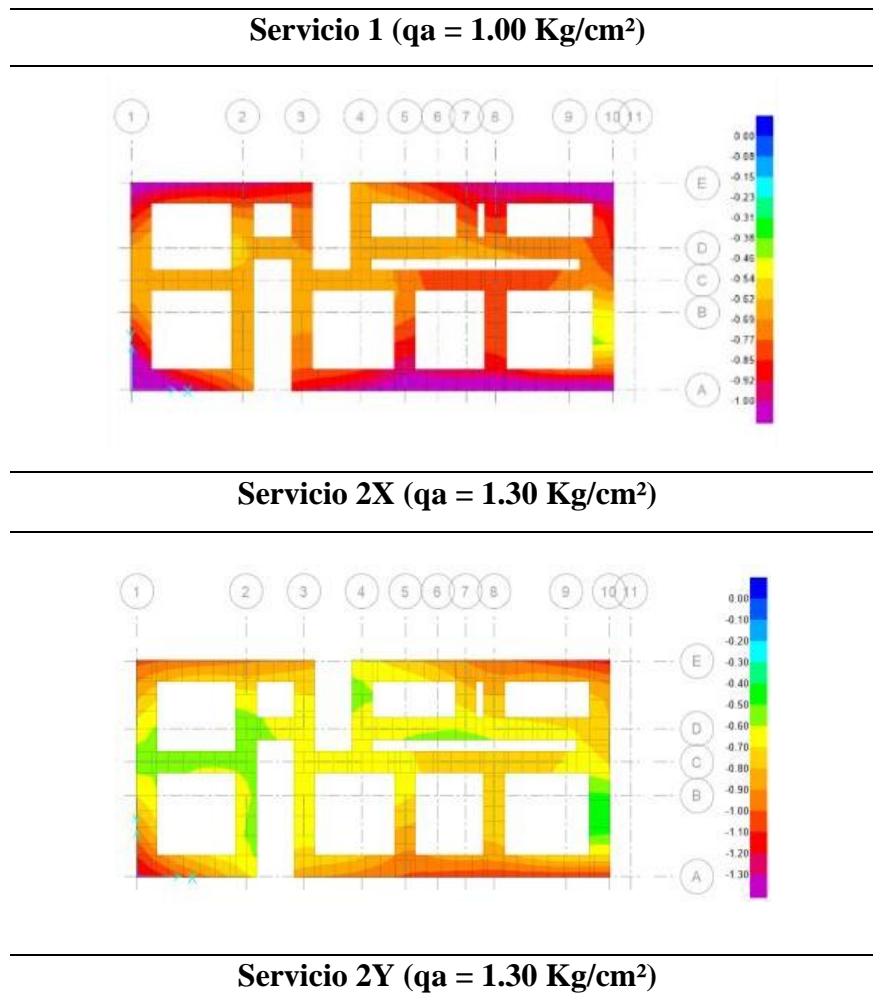 Servicio 1 (qa = 1.00 Kg/cm²)
1 2 3 4 5 6 7 8 9 10 11
E
D
C
B
A
0.00
-0.08
-0.15
-0.23
-0.31
-0.38
-0.46
-0.54
-0.62
-0.69
-0.77
-0.85
-0.92
-1.00
X
Servicio 2X (qa = 1.30 Kg/cm²)
1 2 3 4 5 6 7 8 9 10 11
E
D
C
B
A
0.00
-0.10
-0.20
-0.30
-0.40
-0.50
-0.60
-0.70
-0.80
-0.90
-1.00
-1.10
-1.20
-1.30
X
Servicio 2Y (qa = 1.30 Kg/cm²)